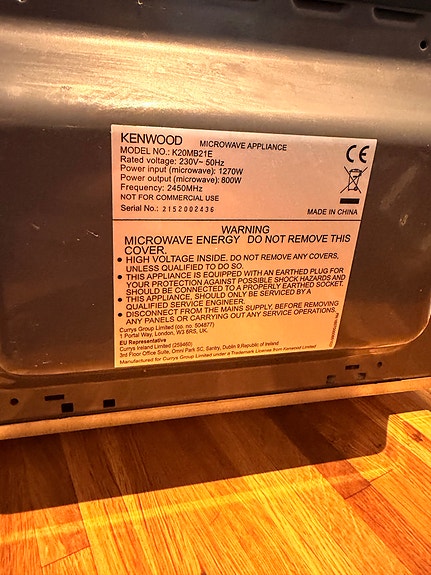 KENWOOD MICROWAVE APPLIANCE
MODEL NO.: K20MB21E
Rated voltage: 230V~ 50Hz
Power input (microwave): 1270W
Power output (microwave): 800W
Frequency: 2450MHz
NOT FOR COMMERCIAL USE
Serial No.: 2152002436
CE
MADE IN CHINA
WARNING
MICROWAVE ENERGY DO NOT REMOVE THIS
COVER.
• HIGH VOLTAGE INSIDE. DO NOT REMOVE ANY COVERS,
UNLESS QUALIFIED TO DO SO.
• THIS APPLIANCE IS EQUIPPED WITH AN EARTHED PLUG FOR
YOUR PROTECTION AGAINST POSSIBLE SHOCK HAZARDS AND
SHOULD BE CONNECTED TO A PROPERLY EARTHED SOCKET.
• THIS APPLIANCE, SHOULD ONLY BE SERVICED BY A
QUALIFIED SERVICE ENGINEER.
• DISCONNECT FROM THE MAINS SUPPLY, BEFORE REMOVING
ANY PANELS OR CARRYING OUT ANY SERVICE OPERATIONS.
Currys Group Limited (co. no. 504877)
1 Portal Way, London, W3 6RS, UK.
EU Representative
Currys Ireland Limited (259460)
3rd Floor Office Suite, Omni Park SC, Santry, Dublin 9, Republic of Ireland
Manufactured for Currys Group Limited under a Trademark License from Kenwood Limited